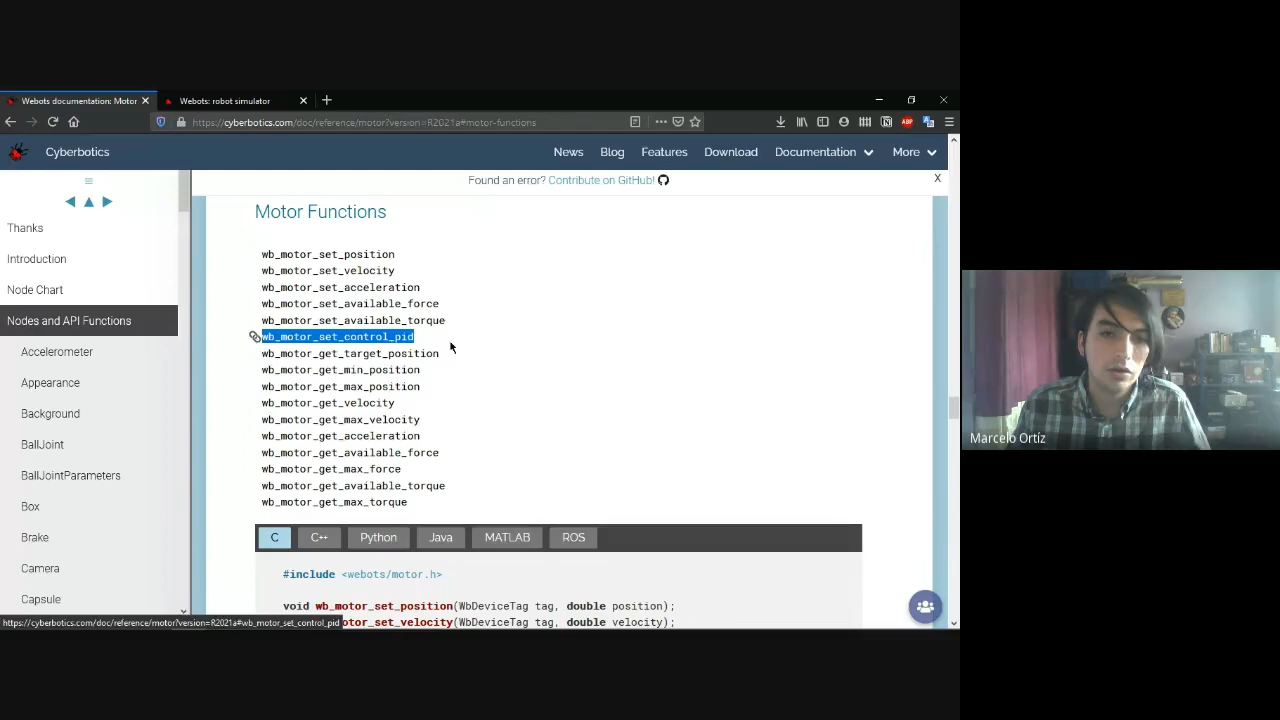 Webots documentation: Motor
Webots: robot simulator
https://cyberbotics.com/doc/reference/motor?version=R2021a#motor-functions
ABP
Cyberbotics
News
Blog
Features
Download
Documentation
More
Found an error? Contribute on GitHub!
X
Thanks
Introduction
Node Chart
Nodes and API Functions
Accelerometer
Appearance
Background
BallJoint
BallJointParameters
Box
Brake
Camera
Capsule
Motor Functions
wb_motor_set_position
wb_motor_set_velocity
wb_motor_set_acceleration
wb_motor_set_available_force
wb_motor_set_available_torque
wb_motor_set_control_pid
wb_motor_get_target_position
wb_motor_get_min_position
wb_motor_get_max_position
wb_motor_get_velocity
wb_motor_get_max_velocity
wb_motor_get_acceleration
wb_motor_get_available_force
wb_motor_get_max_force
wb_motor_get_available_torque
wb_motor_get_max_torque
C
C++
Python
Java
MATLAB
ROS
#include <webots/motor.h>
void wb_motor_set_position(WbDeviceTag tag, double position);
otor_set_velocity(WbDeviceTag tag, double velocity);
https://cyberbotics.com/doc/reference/motor?version=R2021a#wb_motor_set_control_pid
Marcelo Ortíz